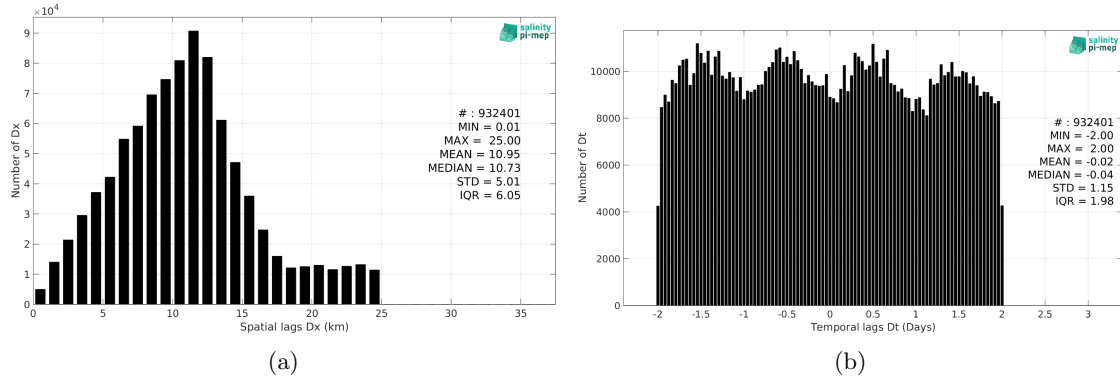 ×10⁴
9
8
7
6
5
4
3
2
1
0
Number of Dx
0 5 10 15 20 25 30 35
Spatial lags Dx (km)
salinity
pi-mep
# : 932401
MIN = 0.01
MAX = 25.00
MEAN = 10.95
MEDIAN = 10.73
STD = 5.01
IQR = 6.05
(a)
10000
8000
6000
4000
2000
0
Number of Dt
-2 -1.5 -1 -0.5 0 0.5 1 1.5 2 2.5 3
Temporal lags Dt (Days)
salinity
pi-mep
# : 932401
MIN = -2.00
MAX = 2.00
MEAN = -0.02
MEDIAN = -0.04
STD = 1.15
IQR = 1.98
(b)